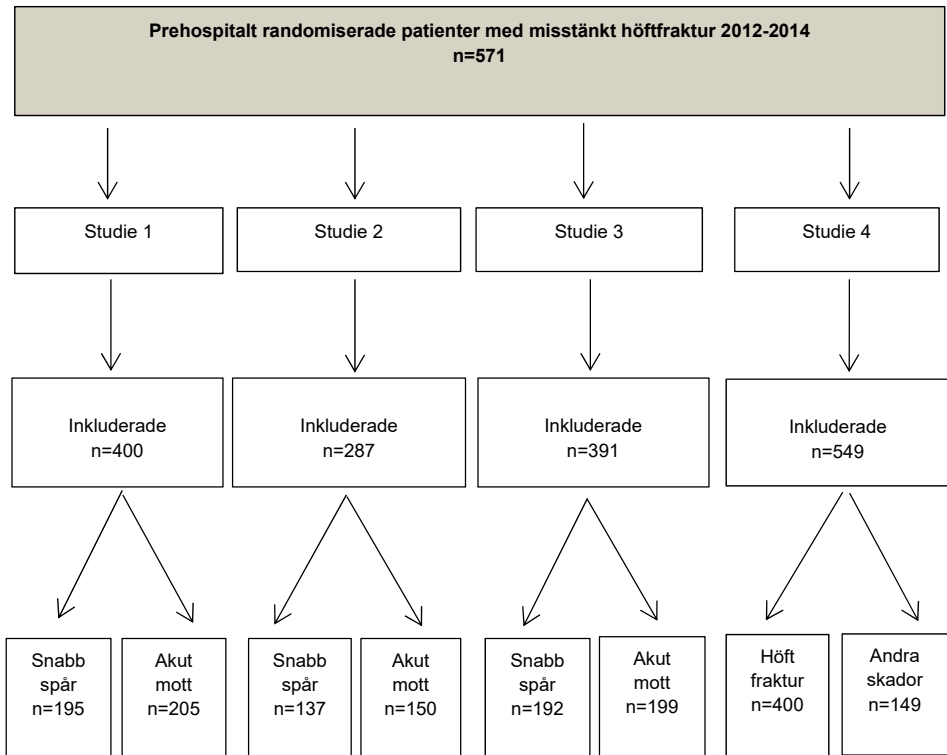 Prehospitalt randomiserade patienter med misstänkt höftfraktur 2012-2014
n=571
Studie 1
Studie 2
Studie 3
Studie 4
Inkluderade
n=400
Inkluderade
n=287
Inkluderade
n=391
Inkluderade
n=549
Snabb
spår
n=195
Akut
mott
n=205
Snabb
spår
n=137
Akut
mott
n=150
Snabb
spår
n=192
Akut
mott
n=199
Höft
fraktur
n=400
Andra
skador
n=149